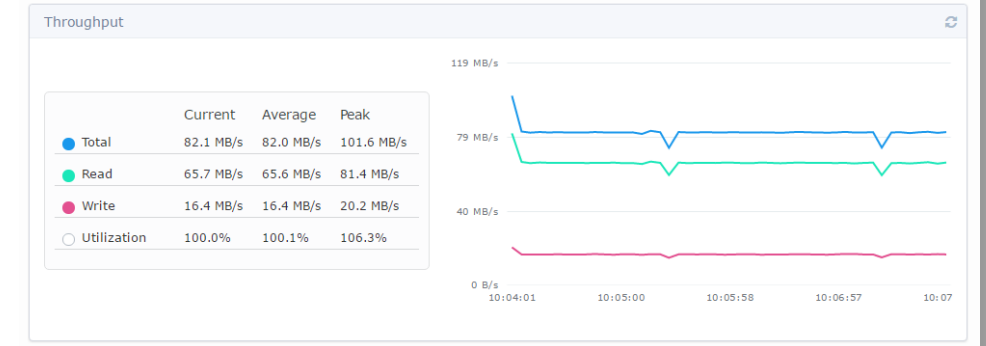 Throughput
Current Average Peak
Total 82.1 MB/s 82.0 MB/s 101.6 MB/s
Read 65.7 MB/s 65.6 MB/s 81.4 MB/s
Write 16.4 MB/s 16.4 MB/s 20.2 MB/s
Utilization 100.0% 100.1% 106.3%
119 MB/s
79 MB/s
40 MB/s
0 B/s
10:04:01 10:05:00 10:05:58 10:06:57 10:07